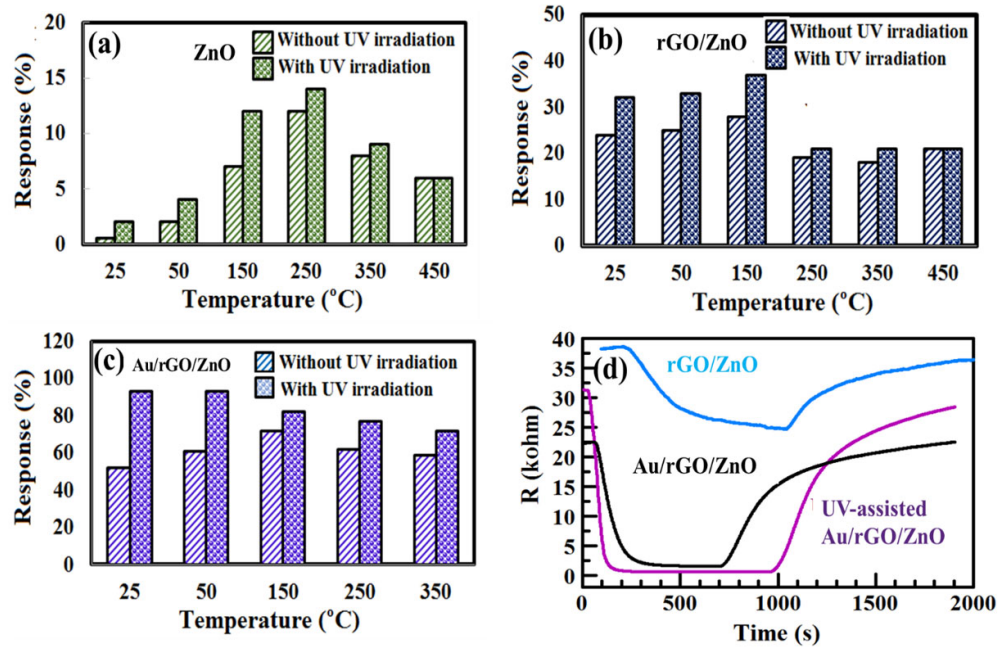 (a)
ZnO
Without UV irradiation
With UV irradiation
Response (%)
20
15
10
5
0
25 50 150 250 350 450
Temperature (°C)
(b)
rGO/ZnO
Without UV irradiation
With UV irradiation
Response (%)
50
40
30
20
10
0
25 50 150 250 350 450
Temperature (°C)
(c)
Au/rGO/ZnO
Without UV irradiation
With UV irradiation
Response (%)
120
100
80
60
40
20
0
25 50 150 250 350
Temperature (°C)
(d)
rGO/ZnO
Au/rGO/ZnO
UV-assisted
Au/rGO/ZnO
R (kohm)
40
35
30
25
20
15
10
5
0
0 500 1000 1500 2000
Time (s)